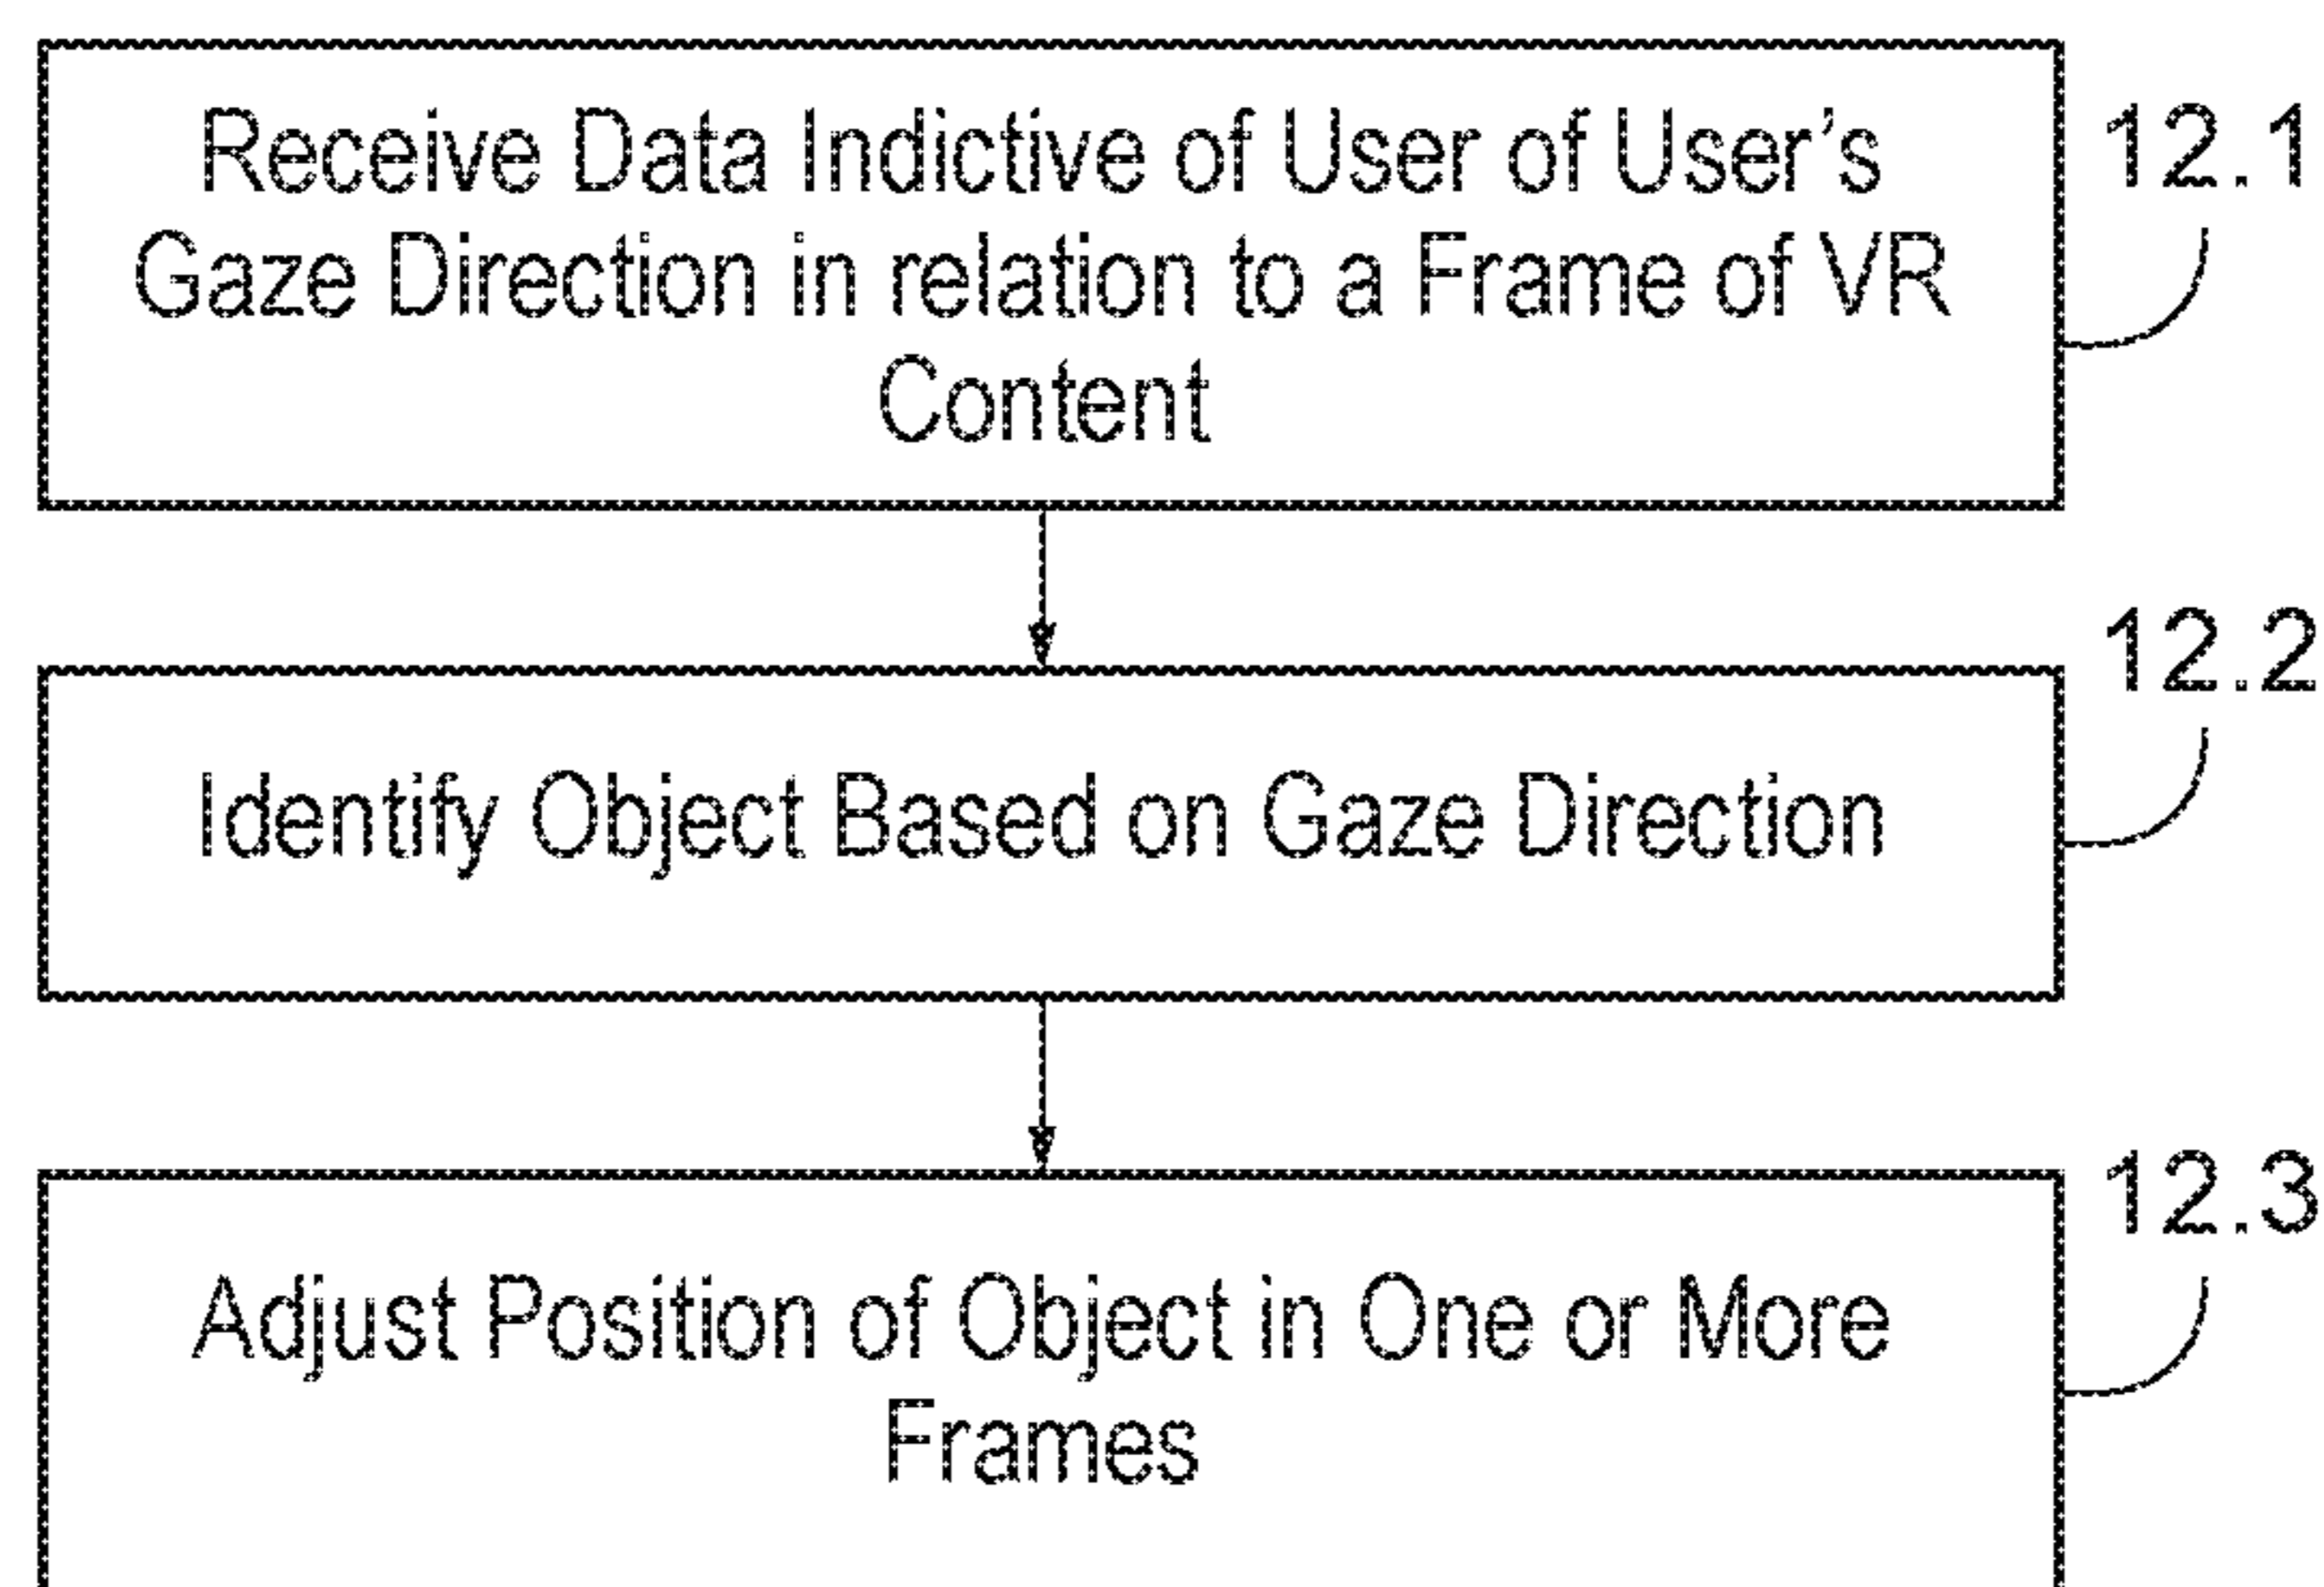 Receive Data Indictive of User of User's
Gaze Direction in relation to a Frame of VR
Content
12.1
Identify Object Based on Gaze Direction
12.2
Adjust Position of Object in One or More
Frames
12.3